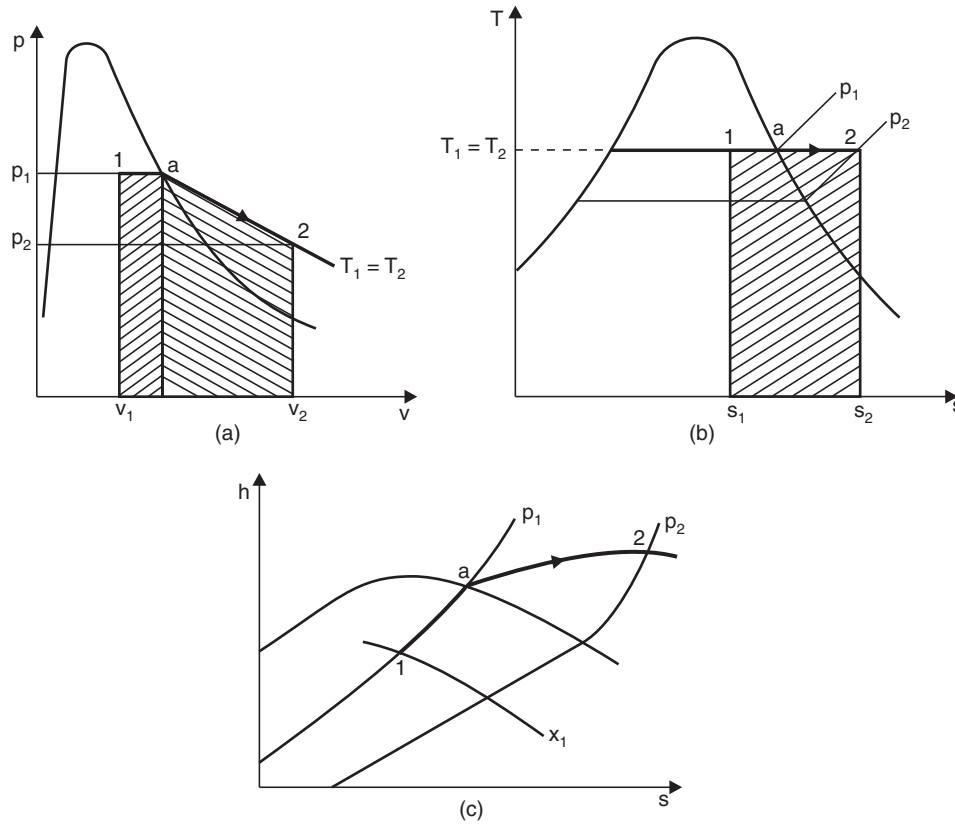 p
p₁
p₂
1
a
2
T₁ = T₂
v₁
v₂
v
(a)
T
T₁ = T₂
1
a
2
p₁
p₂
s₁
s₂
s
(b)
h
p₁
p₂
a
2
1
x₁
s
(c)